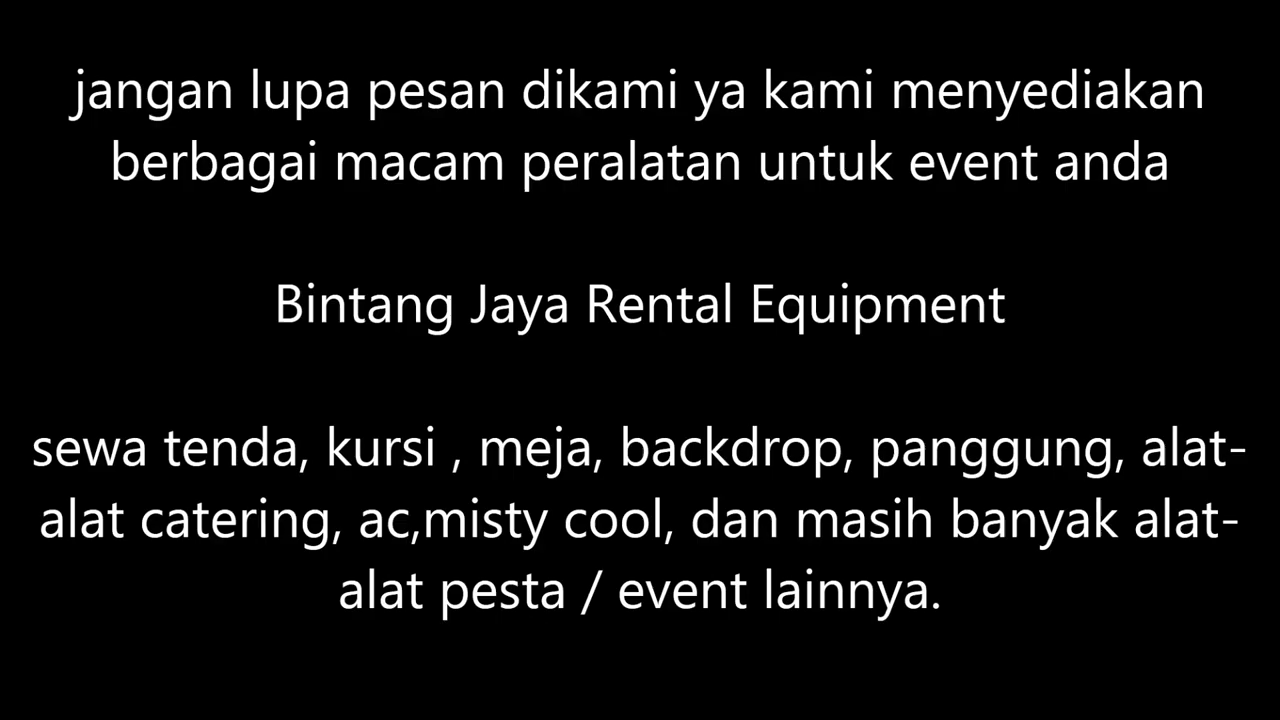 jangan lupa pesan dikami ya kami menyediakan
berbagai macam peralatan untuk event anda
Bintang Jaya Rental Equipment
sewa tenda, kursi , meja, backdrop, panggung, alat-
alat catering, ac,misty cool, dan masih banyak alat-
alat pesta / event lainnya.